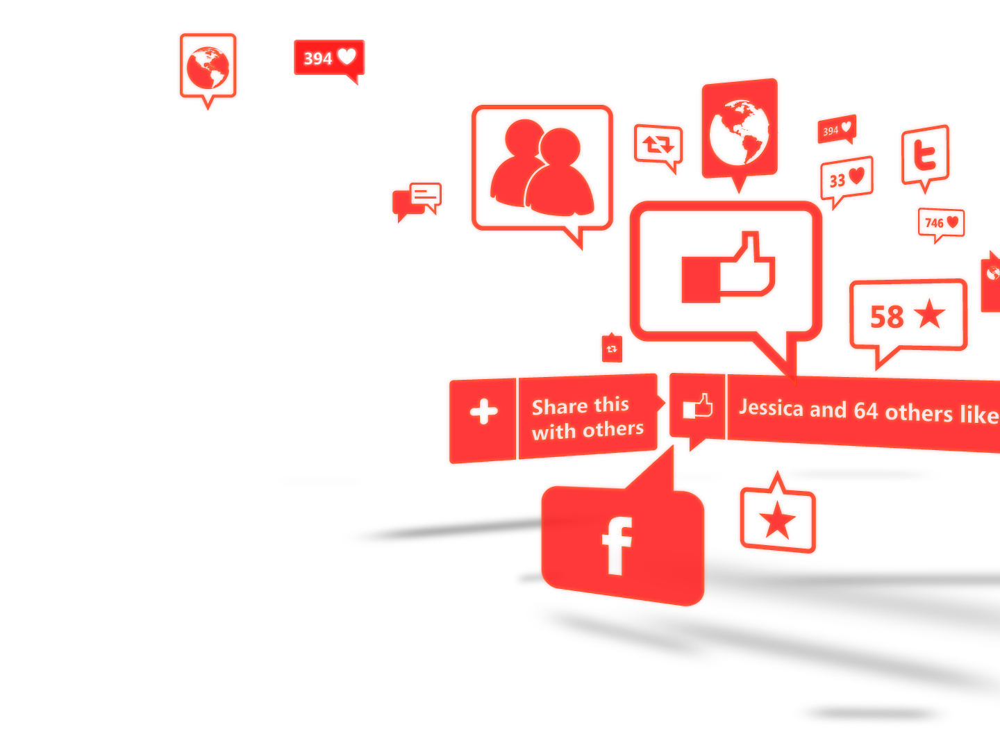 394
394
33
t
746
58
Share this
with others
Jessica and 64 others like
f